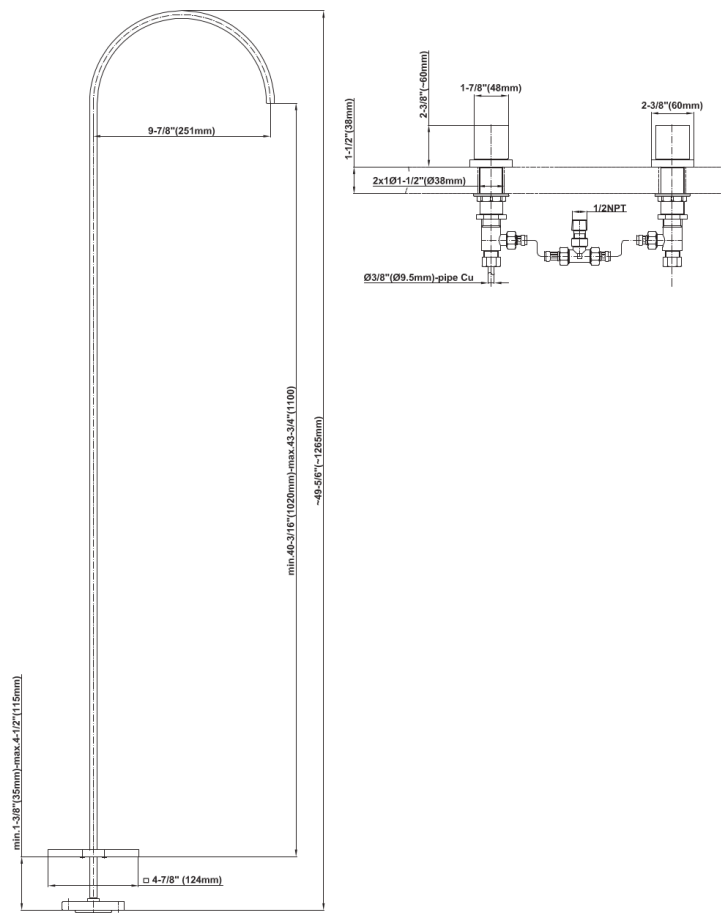 9-7/8"(251mm)
min.40-3/16"(1020mm)-max.43-3/4"(1100)
~49-5/6"(~1265mm)
min.1-3/8"(35mm)-max.4-1/2"(115mm)
□ 4-7/8" (124mm)
2-3/8"(~60mm)
1-7/8"(48mm)
2-3/8"(60mm)
1-1/2"(38mm)
2x1Ø1-1/2"(Ø38mm)
1/2NPT
Ø3/8"(Ø9.5mm)-pipe Cu